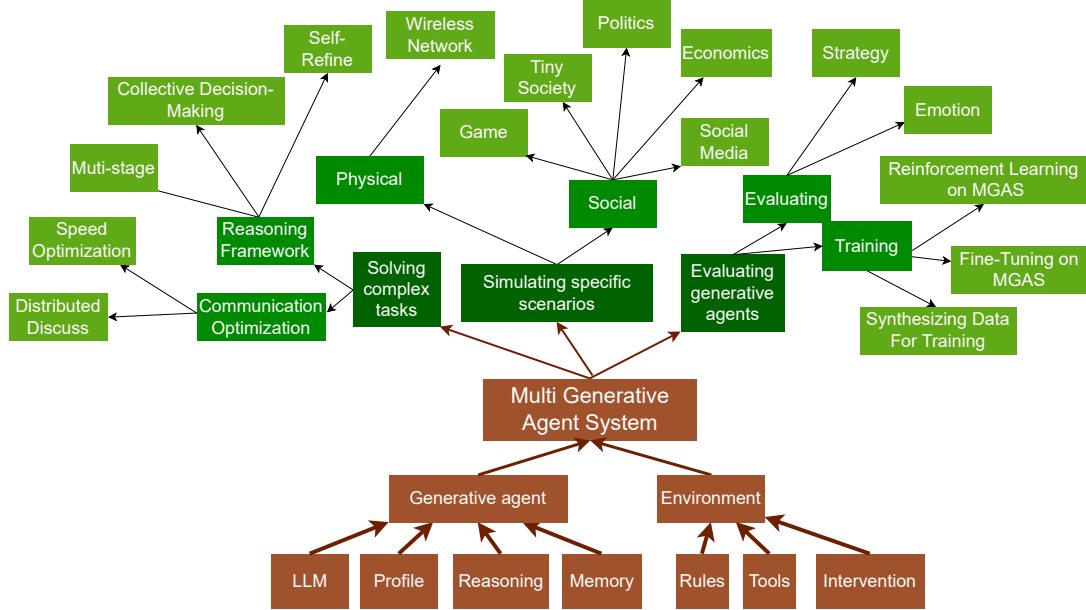 Politics
Wireless
Network
Self-
Refine
Economics
Strategy
Tiny
Society
Collective Decision-
Making
Emotion
Game
Social
Media
Muti-stage
Physical
Reinforcement Learning
on MGAS
Social
Evaluating
Speed
Optimization
Reasoning
Framework
Training
Fine-Tuning on
MGAS
Solving
complex
tasks
Simulating specific
scenarios
Evaluating
generative
agents
Distributed
Discuss
Communication
Optimization
Synthesizing Data
For Training
Multi Generative
Agent System
Generative agent
Environment
LLM
Profile
Reasoning
Memory
Rules
Tools
Intervention